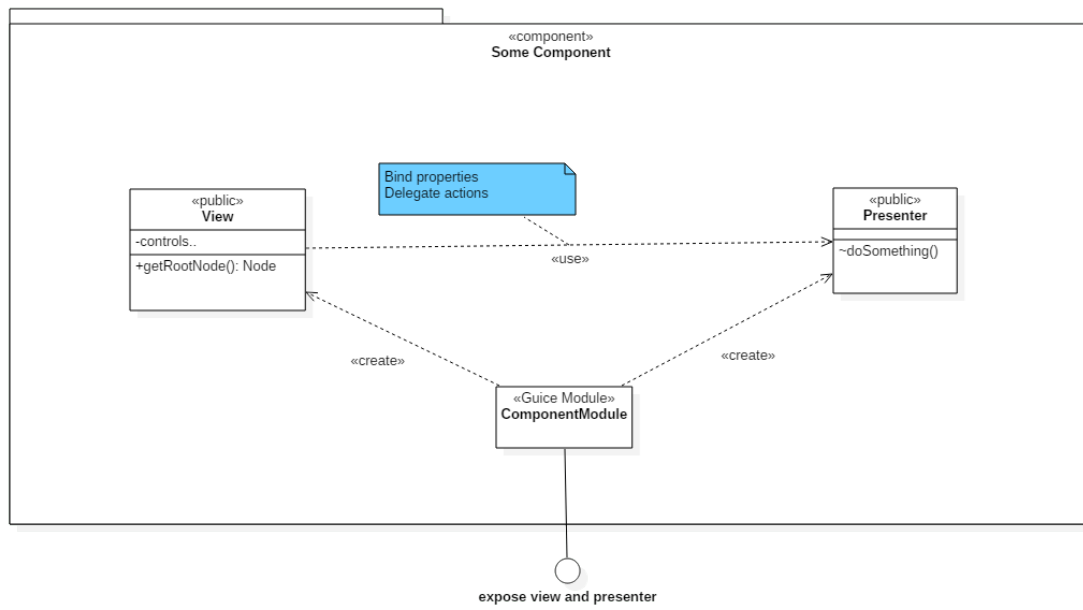 «component»
Some Component
Bind properties
Delegate actions
«public»
View
-controls..
+getRootNode(): Node
«public»
Presenter
~doSomething()
«use»
«create»
«create»
«Guice Module»
ComponentModule
expose view and presenter